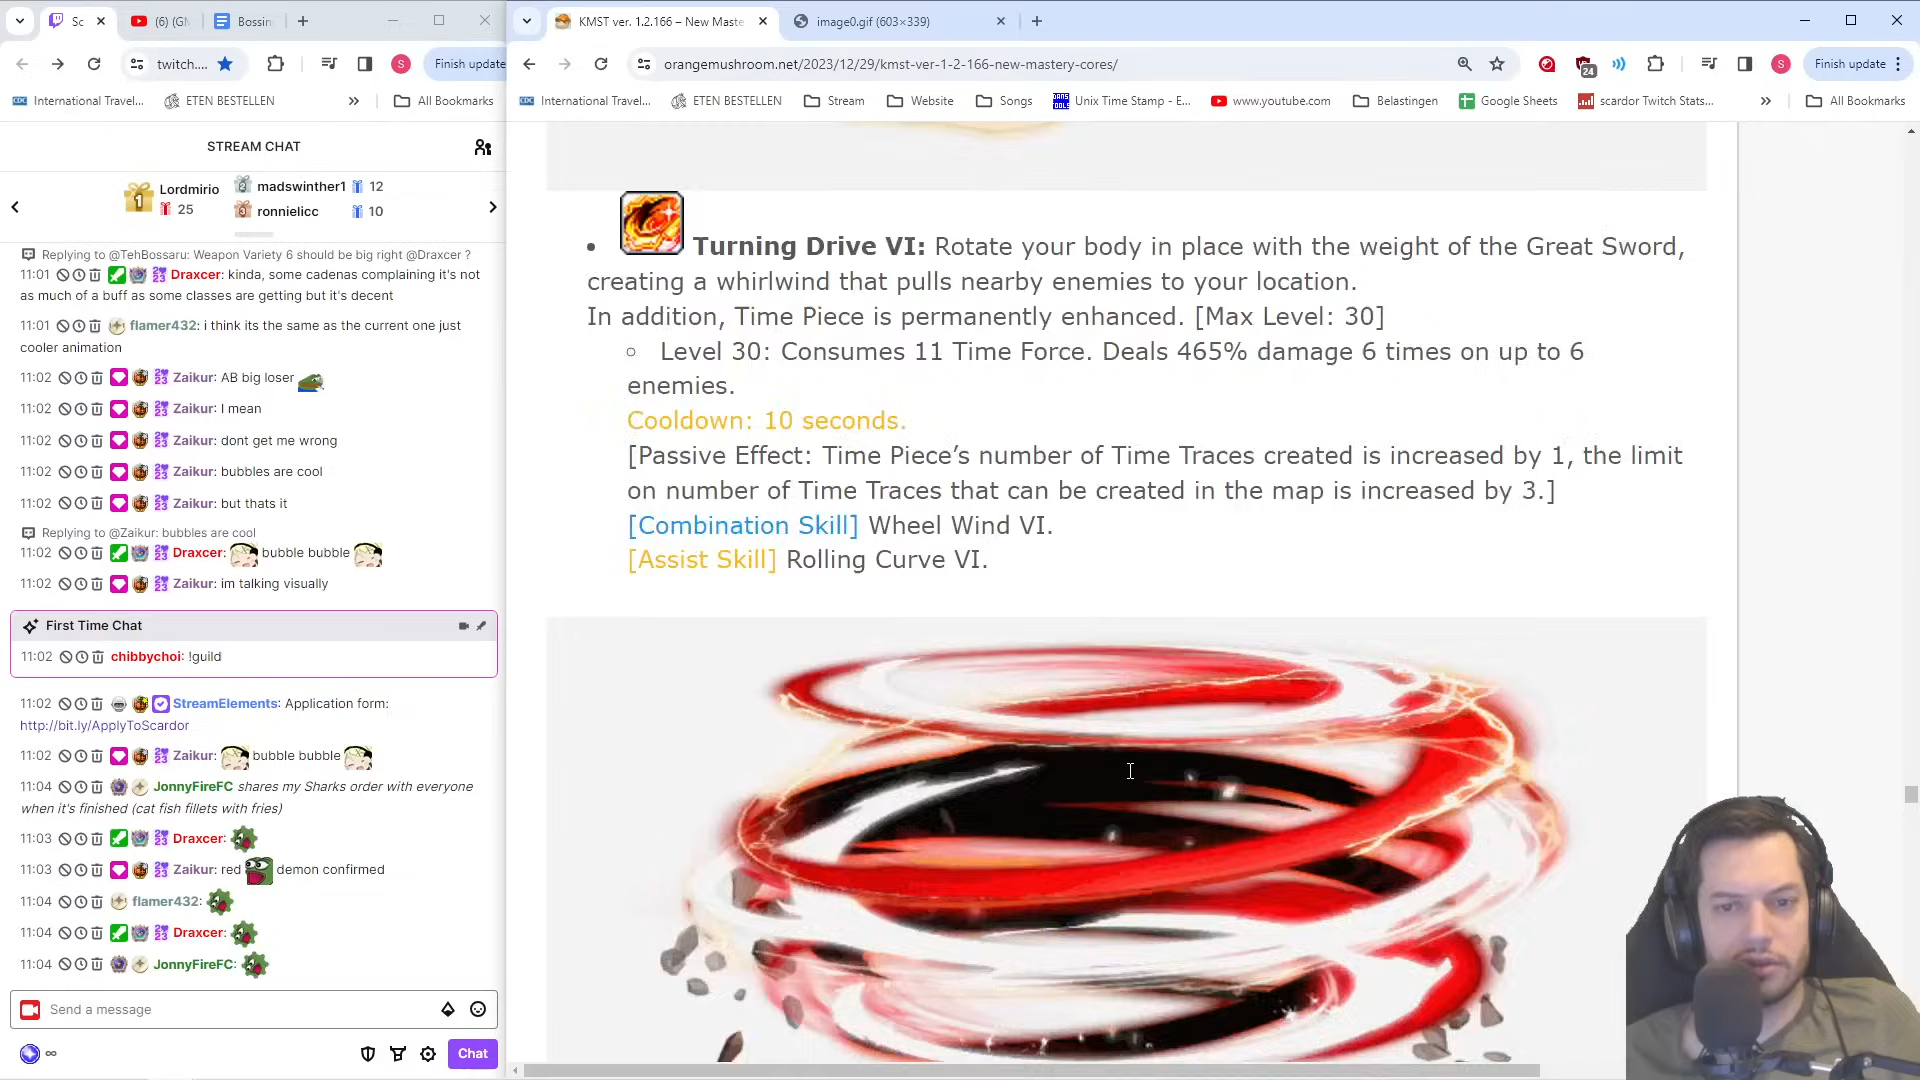 Sc
(6) (GM
Bossin
KMST ver. 1.2.166 – New Maste
image0.gif (603×339)
twitch....
Finish update
orangemushroom.net/2023/12/29/kmst-ver-1-2-166-new-mastery-cores/
24
Finish update
International Travel...
ETEN BESTELLEN
All Bookmarks
International Travel...
ETEN BESTELLEN
Stream
Website
Songs
Unix Time Stamp - E...
www.youtube.com
Belastingen
Google Sheets
scardor Twitch Stats...
All Bookmarks
STREAM CHAT
1 Lordmirio 25
2 madswinther1 12
3 ronnielicc 10
Replying to @TehBossaru: Weapon Variety 6 should be big right @Draxcer ?
11:01 Draxcer: kinda, some cadenas complaining it's not
as much of a buff as some classes are getting but it's decent
11:01 flamer432: i think its the same as the current one just
cooler animation
11:02 Zaikur: AB big loser
11:02 Zaikur: I mean
11:02 Zaikur: dont get me wrong
11:02 Zaikur: bubbles are cool
11:02 Zaikur: but thats it
Replying to @Zaikur: bubbles are cool
11:02 Draxcer: bubble bubble
11:02 Zaikur: im talking visually
First Time Chat
11:02 chibbychoi: !guild
11:02 StreamElements: Application form:
http://bit.ly/ApplyToScardor
11:02 Zaikur: bubble bubble
11:04 JonnyFireFC shares my Sharks order with everyone
when it's finished (cat fish fillets with fries)
11:03 Draxcer:
11:03 Zaikur: red demon confirmed
11:04 flamer432:
11:04 Draxcer:
11:04 JonnyFireFC:
Send a message
∞
Chat
• Turning Drive VI: Rotate your body in place with the weight of the Great Sword,
creating a whirlwind that pulls nearby enemies to your location.
In addition, Time Piece is permanently enhanced. [Max Level: 30]
○ Level 30: Consumes 11 Time Force. Deals 465% damage 6 times on up to 6
enemies.
Cooldown: 10 seconds.
[Passive Effect: Time Piece’s number of Time Traces created is increased by 1, the limit
on number of Time Traces that can be created in the map is increased by 3.]
[Combination Skill] Wheel Wind VI.
[Assist Skill] Rolling Curve VI.